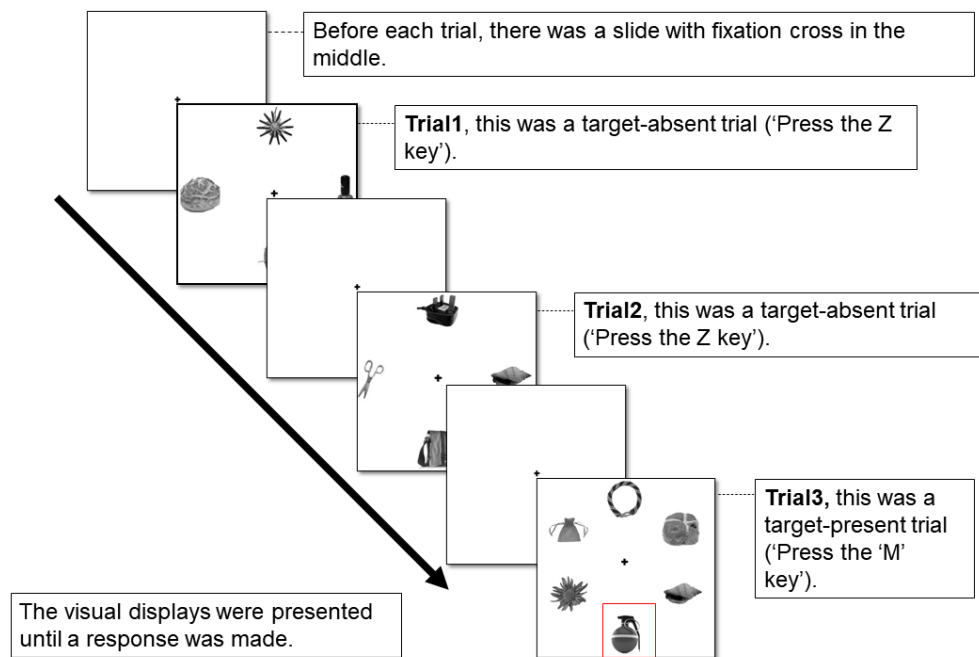 Before each trial, there was a slide with fixation cross in the
middle.
Trial1, this was a target-absent trial (‘Press the Z
key’).
Trial2, this was a target-absent trial
(‘Press the Z key’).
Trial3, this was a
target-present trial
(‘Press the ‘M’
key’).
The visual displays were presented
until a response was made.